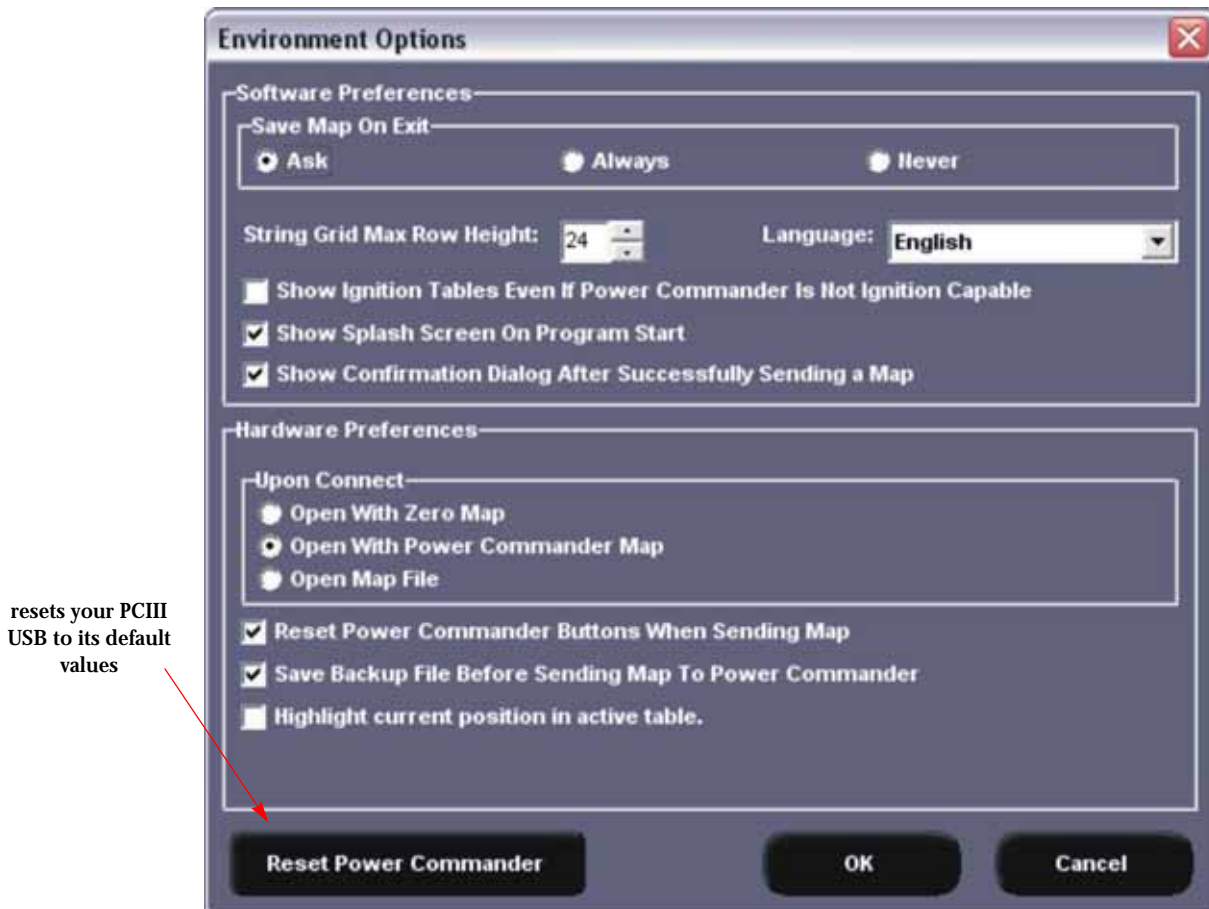 Environment Options
Software Preferences
Save Map On Exit
Ask Always Never
String Grid Max Row Height: 24 Language: English
Show Ignition Tables Even If Power Commander Is Not Ignition Capable
Show Splash Screen On Program Start
Show Confirmation Dialog After Successfully Sending a Map
Hardware Preferences
Upon Connect
Open With Zero Map
Open With Power Commander Map
Open Map File
Reset Power Commander Buttons When Sending Map
Save Backup File Before Sending Map To Power Commander
Highlight current position in active table.
resets your PCIII
USB to its default
values
Reset Power Commander OK Cancel